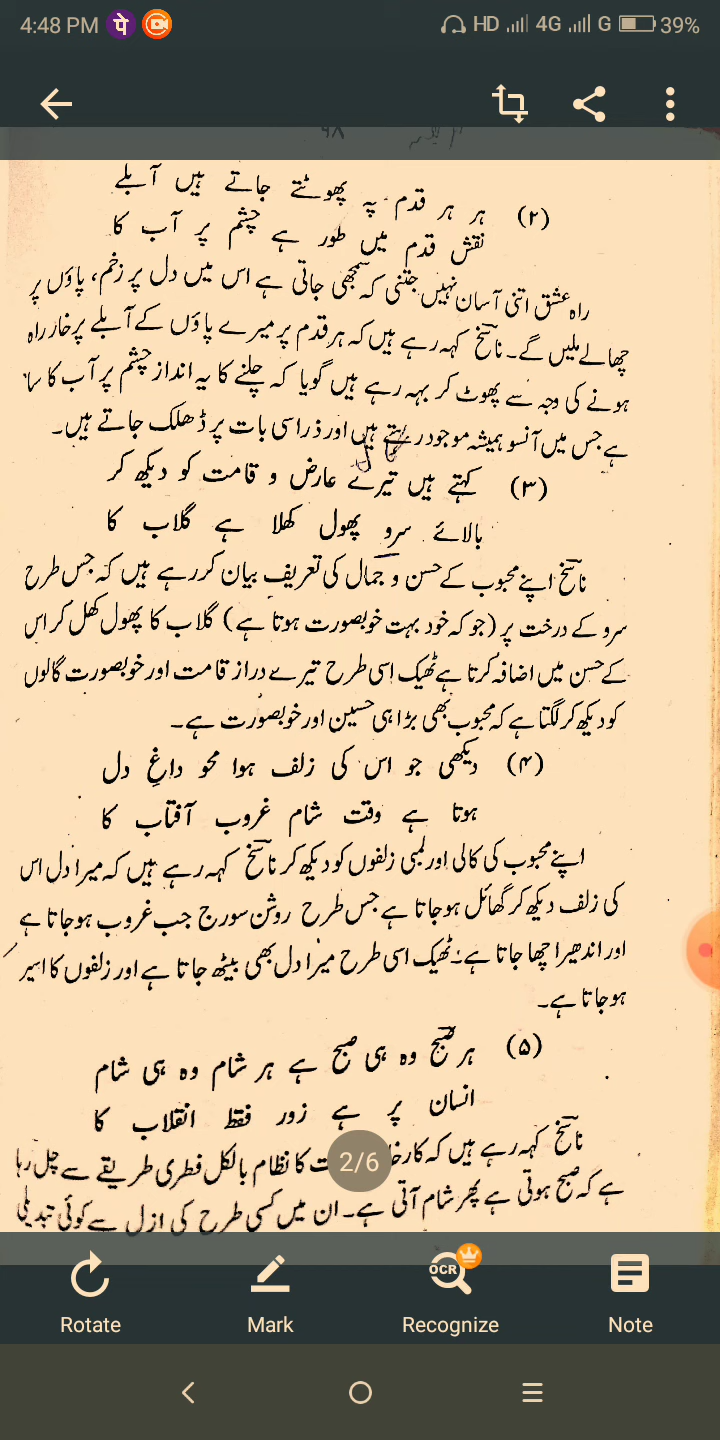 4:48 PM पे HD 4G G 39%
۶۸
(۲) ہر ہر قدم پہ پھوٹتے جاتے ہیں آبلے
نقش قدم میں طور ہے چشم پر آب کا
راہ عشق اتنی آسان نہیں جتنی کہ سمجھی جاتی ہے اس میں دل پر زخم، پاؤں پر
چھالے ملیں گے۔ ناسخؔ کہہ رہے ہیں کہ ہر قدم پر میرے پاؤں کے آبلے پر خار راہ
ہونے کی وجہ سے پھوٹ کر بہہ رہے ہیں گویا کہ چلنے کا یہ انداز چشم پر آب کا سا
ہے جس میں آنسو ہمیشہ موجود رہتے ہیں اور ذرا سی بات پر ڈھلک جاتے ہیں۔
(۳) کہتے ہیں تیرے عارض و قامت کو دیکھ کر
بالائے سرو پھول کھلا ہے گلاب کا
ناسخؔ اپنے محبوب کے حسن و جمال کی تعریف بیان کر رہے ہیں کہ جس طرح
سرو کے درخت پر (جو کہ خود بہت خوبصورت ہوتا ہے) گلاب کا پھول کھل کر اس
کے حسن میں اضافہ کرتا ہے ٹھیک اسی طرح تیرے دراز قامت اور خوبصورت گالوں
کو دیکھ کر لگتا ہے کہ محبوب بھی بڑا ہی حسین اور خوبصورت ہے۔
(۴) دیکھی جو اس کی زلف ہوا محو داغِ دل
ہوتا ہے وقت شام غروب آفتاب کا
اپنے محبوب کی کالی اور لمبی زلفوں کو دیکھ کر ناسخؔ کہہ رہے ہیں کہ میرا دل اس
کی زلف دیکھ کر گھائل ہو جاتا ہے جس طرح روشن سورج جب غروب ہو جاتا ہے
اور اندھیرا چھا جاتا ہے۔ ٹھیک اسی طرح میرا دل بھی بیٹھ جاتا ہے اور زلفوں کا اسیر
ہو جاتا ہے۔
(۵) ہر صبح وہ ہی صبح ہے ہر شام وہ ہی شام
انسان پر ہے زور فقط انقلاب کا
ناسخؔ کہہ رہے ہیں کہ کا نظام بالکل فطری طریقے سے چل رہا
2/6
ہے کہ صبح ہوتی ہے پھر شام آتی ہے۔ ان میں کسی طرح کی ازل سے کوئی تبدیلی
OCR
Rotate Mark Recognize Note